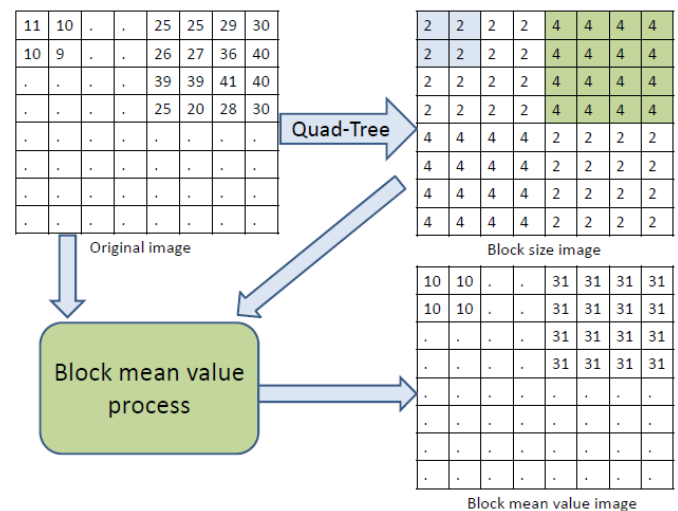 11 10 . . 25 25 29 30
10 9 . . 26 27 36 40
. . . . 39 39 41 40
. . . . 25 20 28 30
. . . . . . . .
. . . . . . . .
. . . . . . . .
. . . . . . . .
Original image
Quad-Tree
2 2 2 2 4 4 4 4
2 2 2 2 4 4 4 4
2 2 2 2 4 4 4 4
2 2 2 2 4 4 4 4
4 4 4 4 2 2 2 2
4 4 4 4 2 2 2 2
4 4 4 4 2 2 2 2
4 4 4 4 2 2 2 2
Block size image
Block mean value
process
10 10 . . 31 31 31 31
10 10 . . 31 31 31 31
. . . . 31 31 31 31
. . . . 31 31 31 31
. . . . . . . .
. . . . . . . .
. . . . . . . .
. . . . . . . .
Block mean value image